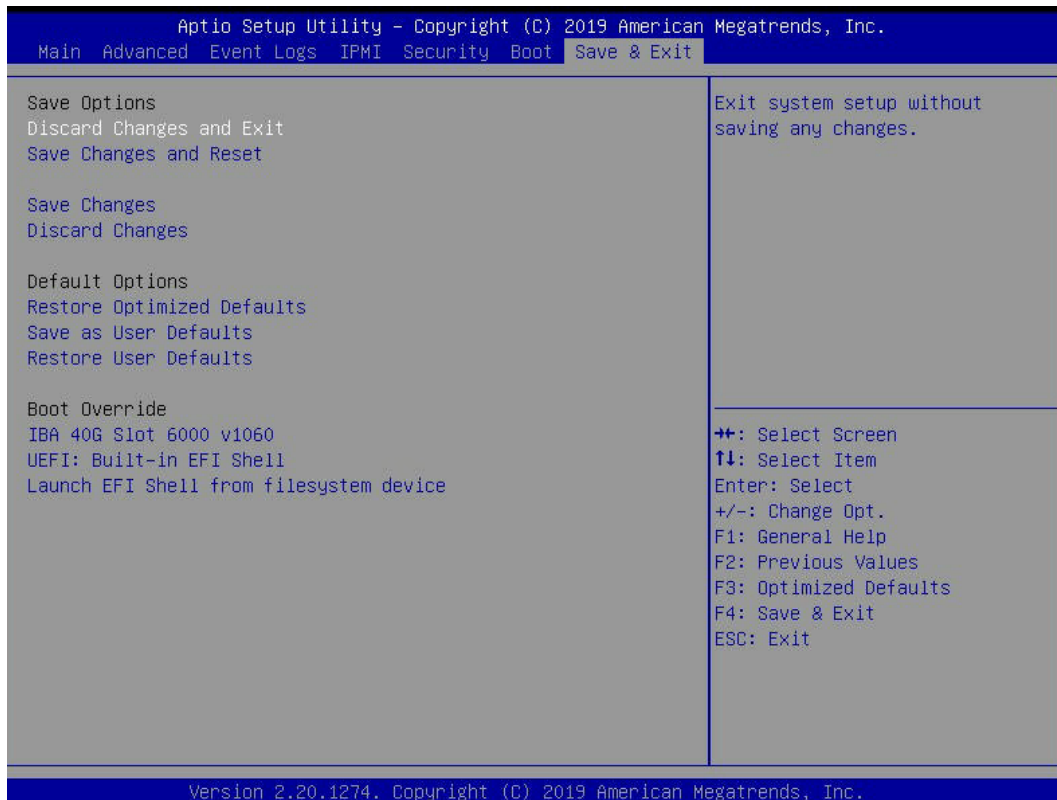 Aptio Setup Utility – Copyright (C) 2019 American Megatrends, Inc.
Main Advanced Event Logs IPMI Security Boot Save & Exit
Save Options
Discard Changes and Exit
Save Changes and Reset
Save Changes
Discard Changes
Default Options
Restore Optimized Defaults
Save as User Defaults
Restore User Defaults
Boot Override
IBA 40G Slot 6000 v1060
UEFI: Built-in EFI Shell
Launch EFI Shell from filesystem device
Exit system setup without
saving any changes.
→←: Select Screen
↑↓: Select Item
Enter: Select
+/-: Change Opt.
F1: General Help
F2: Previous Values
F3: Optimized Defaults
F4: Save & Exit
ESC: Exit
Version 2.20.1274. Copyright (C) 2019 American Megatrends, Inc.